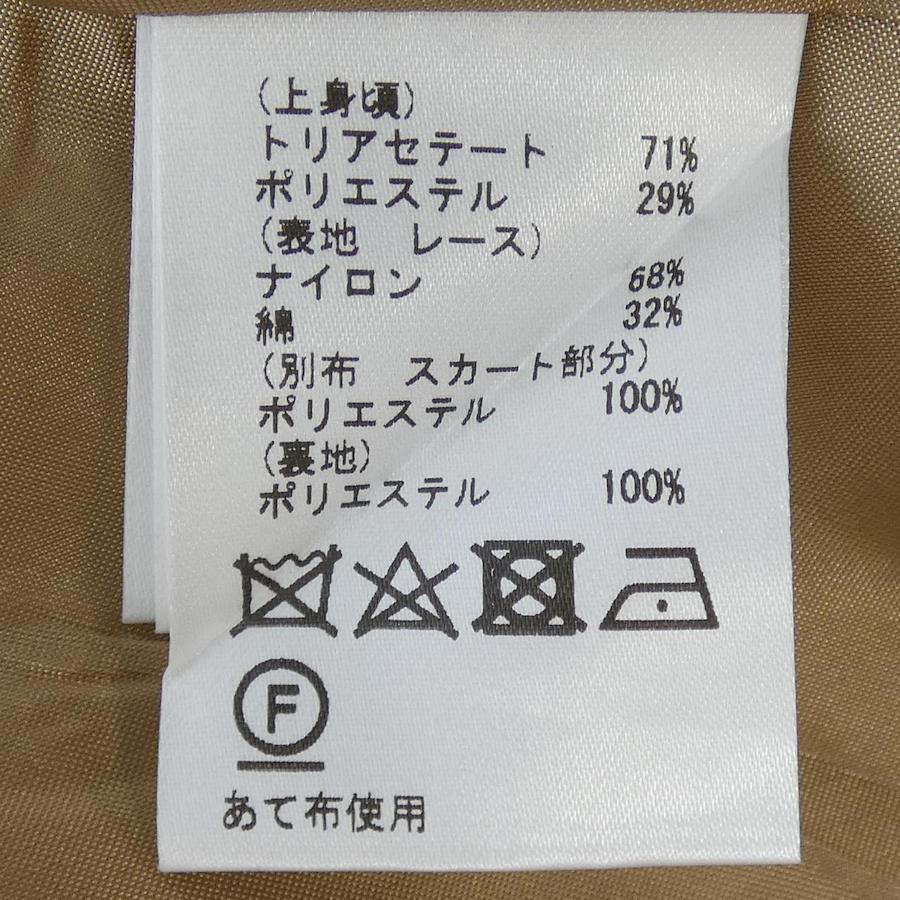 (上身頃)
トリアセテート 71%
ポリエステル 29%
(表地 レース)
ナイロン 68%
綿 32%
(別布 スカート部分)
ポリエステル 100%
(裏地)
ポリエステル 100%
F
あて布使用